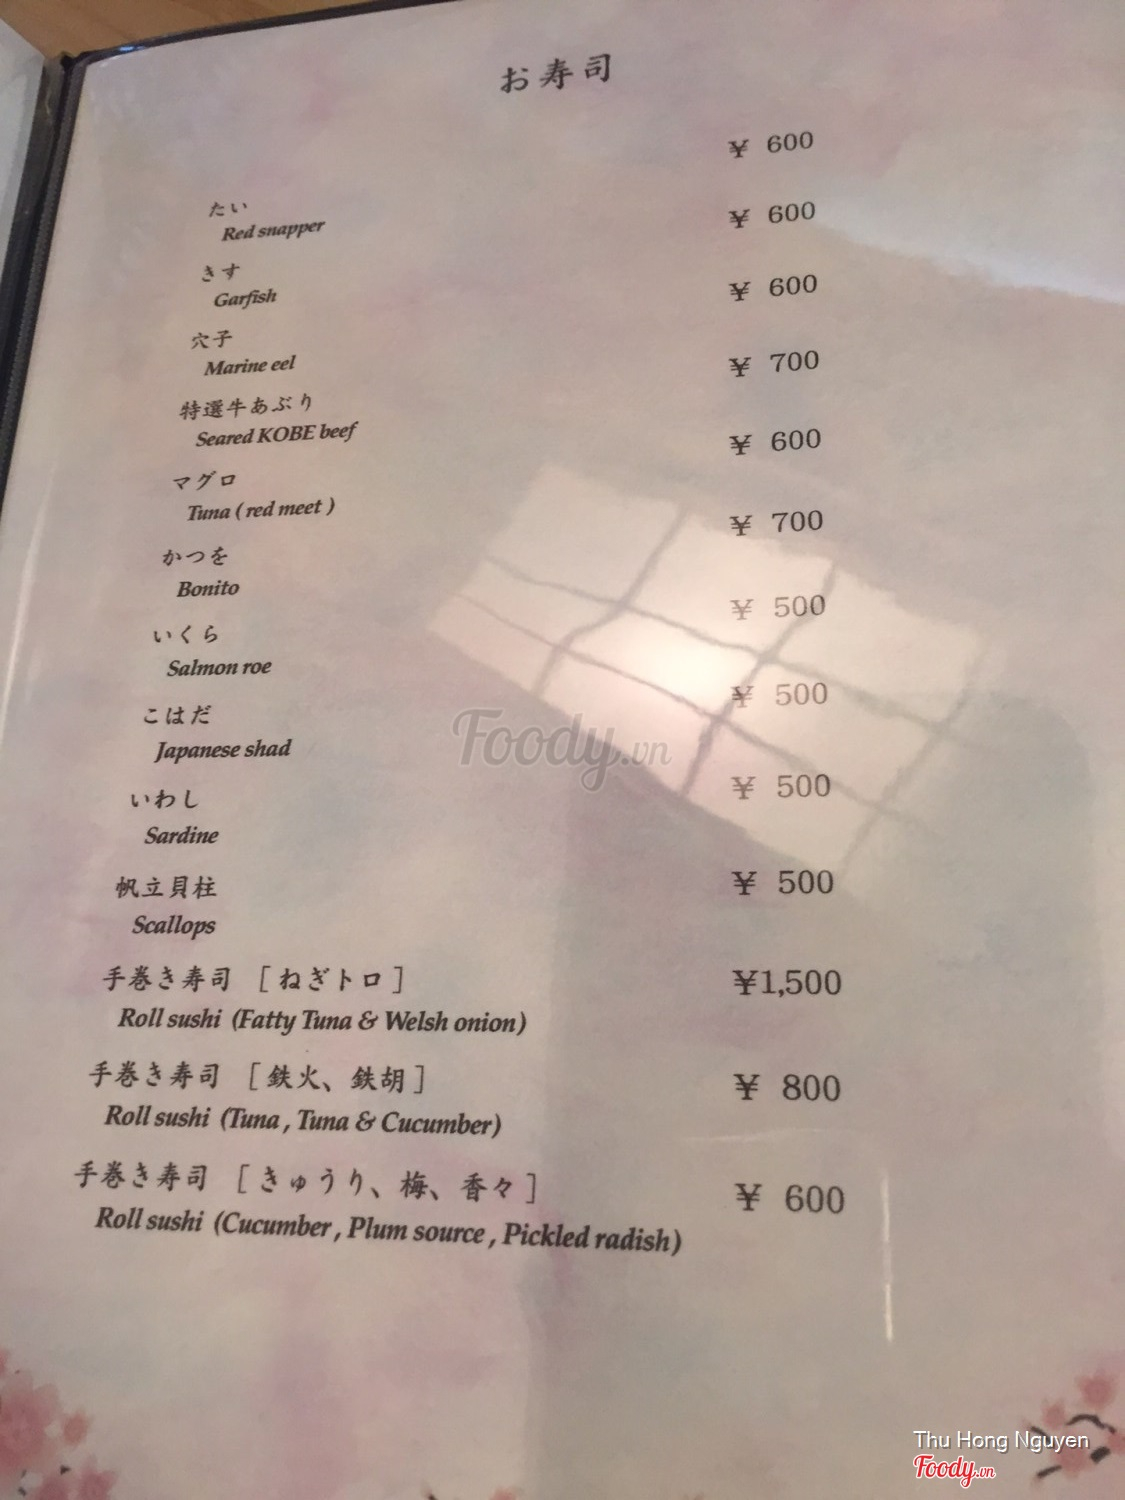 お寿司
たい ¥ 600
Red snapper
きす ¥ 600
Garfish
穴子 ¥ 600
Marine eel
特選牛あぶり ¥ 700
Seared KOBE beef
マグロ ¥ 600
Tuna ( red meet )
かつを ¥ 700
Bonito
いくら ¥ 500
Salmon roe
こはだ ¥ 500
Japanese shad
いわし ¥ 500
Sardine
帆立貝柱 ¥ 500
Scallops
手巻き寿司 [ ねぎトロ ] ¥1,500
Roll sushi (Fatty Tuna & Welsh onion)
手巻き寿司 [ 鉄火、鉄胡 ] ¥ 800
Roll sushi (Tuna , Tuna & Cucumber)
手巻き寿司 [ きゅうり、梅、香々 ] ¥ 600
Roll sushi (Cucumber , Plum source , Pickled radish)
Foody.vn
Thu Hong Nguyen
Foody.vn